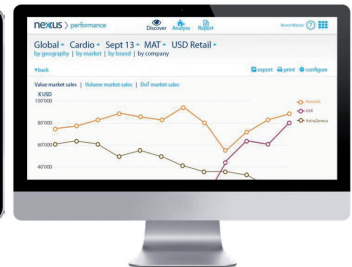 nexus > performance
Discover Analyse Report
Global Cardio Sept 13 MAT USD Retail
by geography | by market | by brand | by company
back export print configure
Value market sales | Volume market sales | DoT market sales
K USD
100'000
80'000
60'000
40'000
Novartis
GSK
AstraZeneca